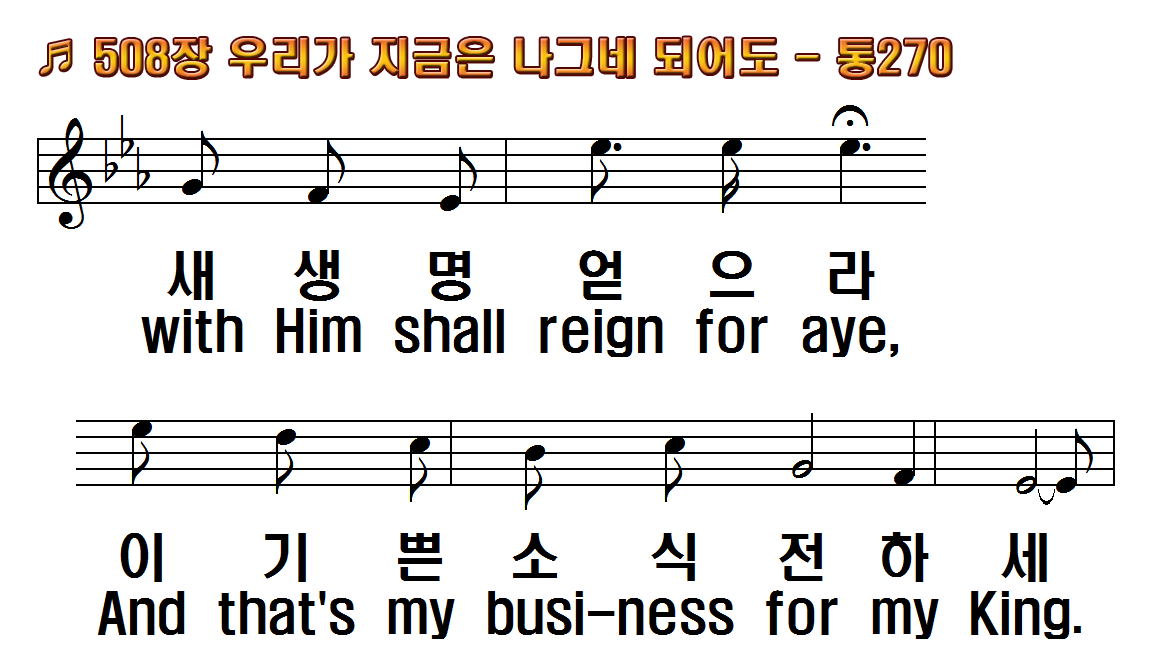 ♬ 508장 우리가 지금은 나그네 되어도 - 통270
새 생 명 얻 으 라
with Him shall reign for aye,
이 기 쁜 소 식 전 하 세
And that's my busi-ness for my King.